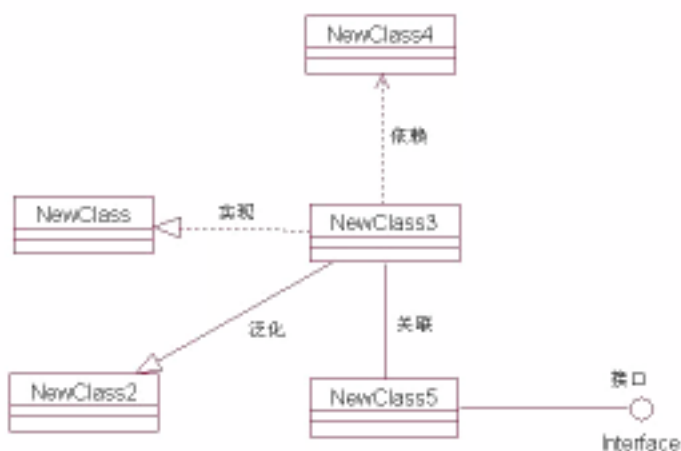 NewClass4
依赖
NewClass
实现
NewClass3
泛化
关联
NewClass2
NewClass5
接口
Interface